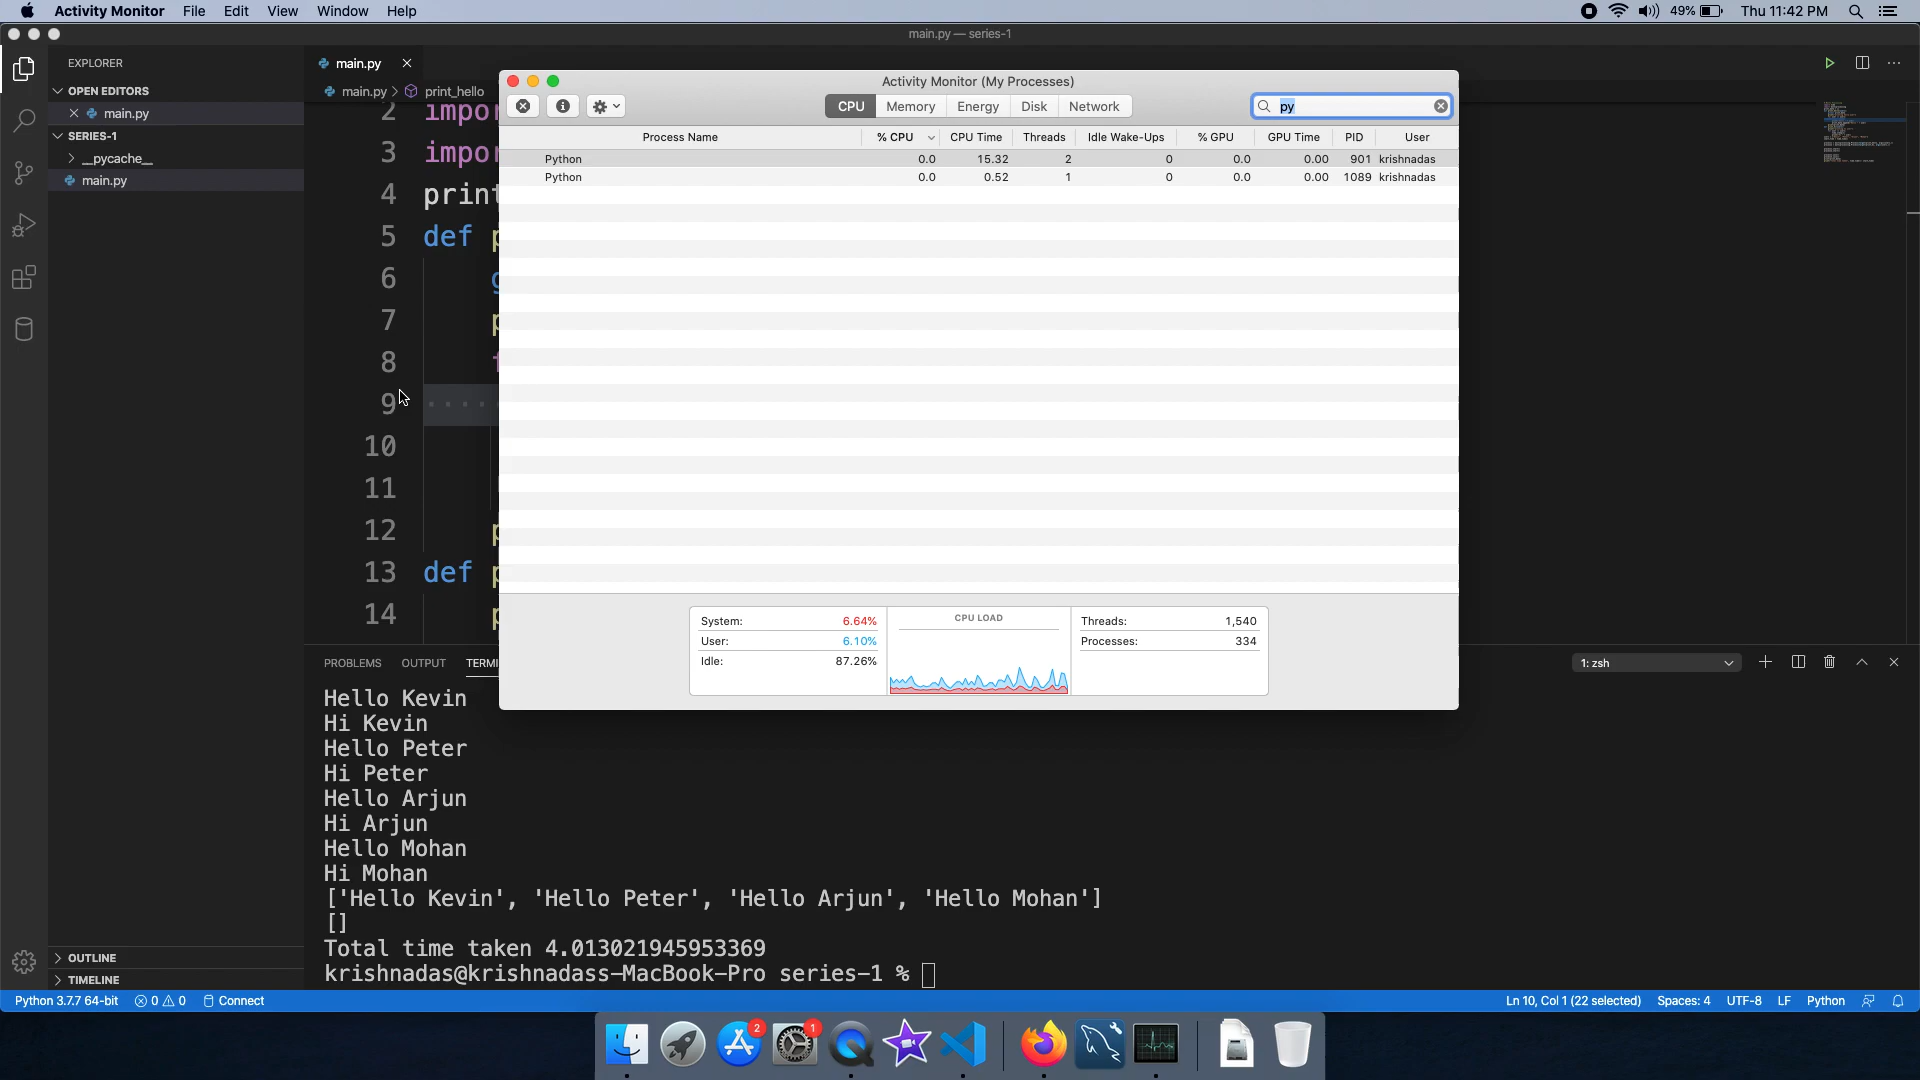 Activity Monitor File Edit View Window Help
49% Thu 11:42 PM
main.py — series-1
EXPLORER
OPEN EDITORS
main.py
SERIES-1
__pycache__
main.py
OUTLINE
TIMELINE
main.py
main.py > print_hello
2 impor
3 impor
4 print
5 def p
6 g
7 p
8 f
9
10
11
12 p
13 def p
14 p
Activity Monitor (My Processes)
CPU Memory Energy Disk Network
py
Process Name % CPU CPU Time Threads Idle Wake-Ups % GPU GPU Time PID User
Python 0.0 15.32 2 0 0.0 0.00 901 krishnadas
Python 0.0 0.52 1 0 0.0 0.00 1089 krishnadas
System: 6.64%
User: 6.10%
Idle: 87.26%
CPU LOAD
Threads: 1,540
Processes: 334
PROBLEMS OUTPUT TERMI
1: zsh
Hello Kevin
Hi Kevin
Hello Peter
Hi Peter
Hello Arjun
Hi Arjun
Hello Mohan
Hi Mohan
['Hello Kevin', 'Hello Peter', 'Hello Arjun', 'Hello Mohan']
[]
Total time taken 4.013021945953369
krishnadas@krishnadass-MacBook-Pro series-1 %
Python 3.7.7 64-bit 0 0 Connect
Ln 10, Col 1 (22 selected) Spaces: 4 UTF-8 LF Python
2 1